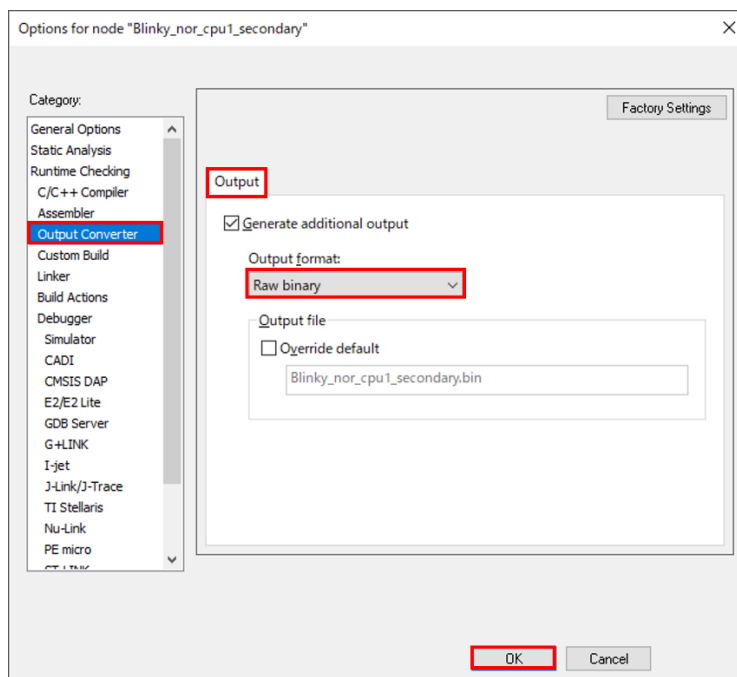 Options for node "Blinky_nor_cpu1_secondary"
Category:
Factory Settings
General Options
Static Analysis
Runtime Checking
C/C++ Compiler
Assembler
Output Converter
Custom Build
Linker
Build Actions
Debugger
Simulator
CADI
CMSIS DAP
E2/E2 Lite
GDB Server
G+LINK
I-jet
J-Link/J-Trace
TI Stellaris
Nu-Link
PE micro
ST-LINK
Output
Generate additional output
Output format:
Raw binary
Output file
Override default
Blinky_nor_cpu1_secondary.bin
OK
Cancel